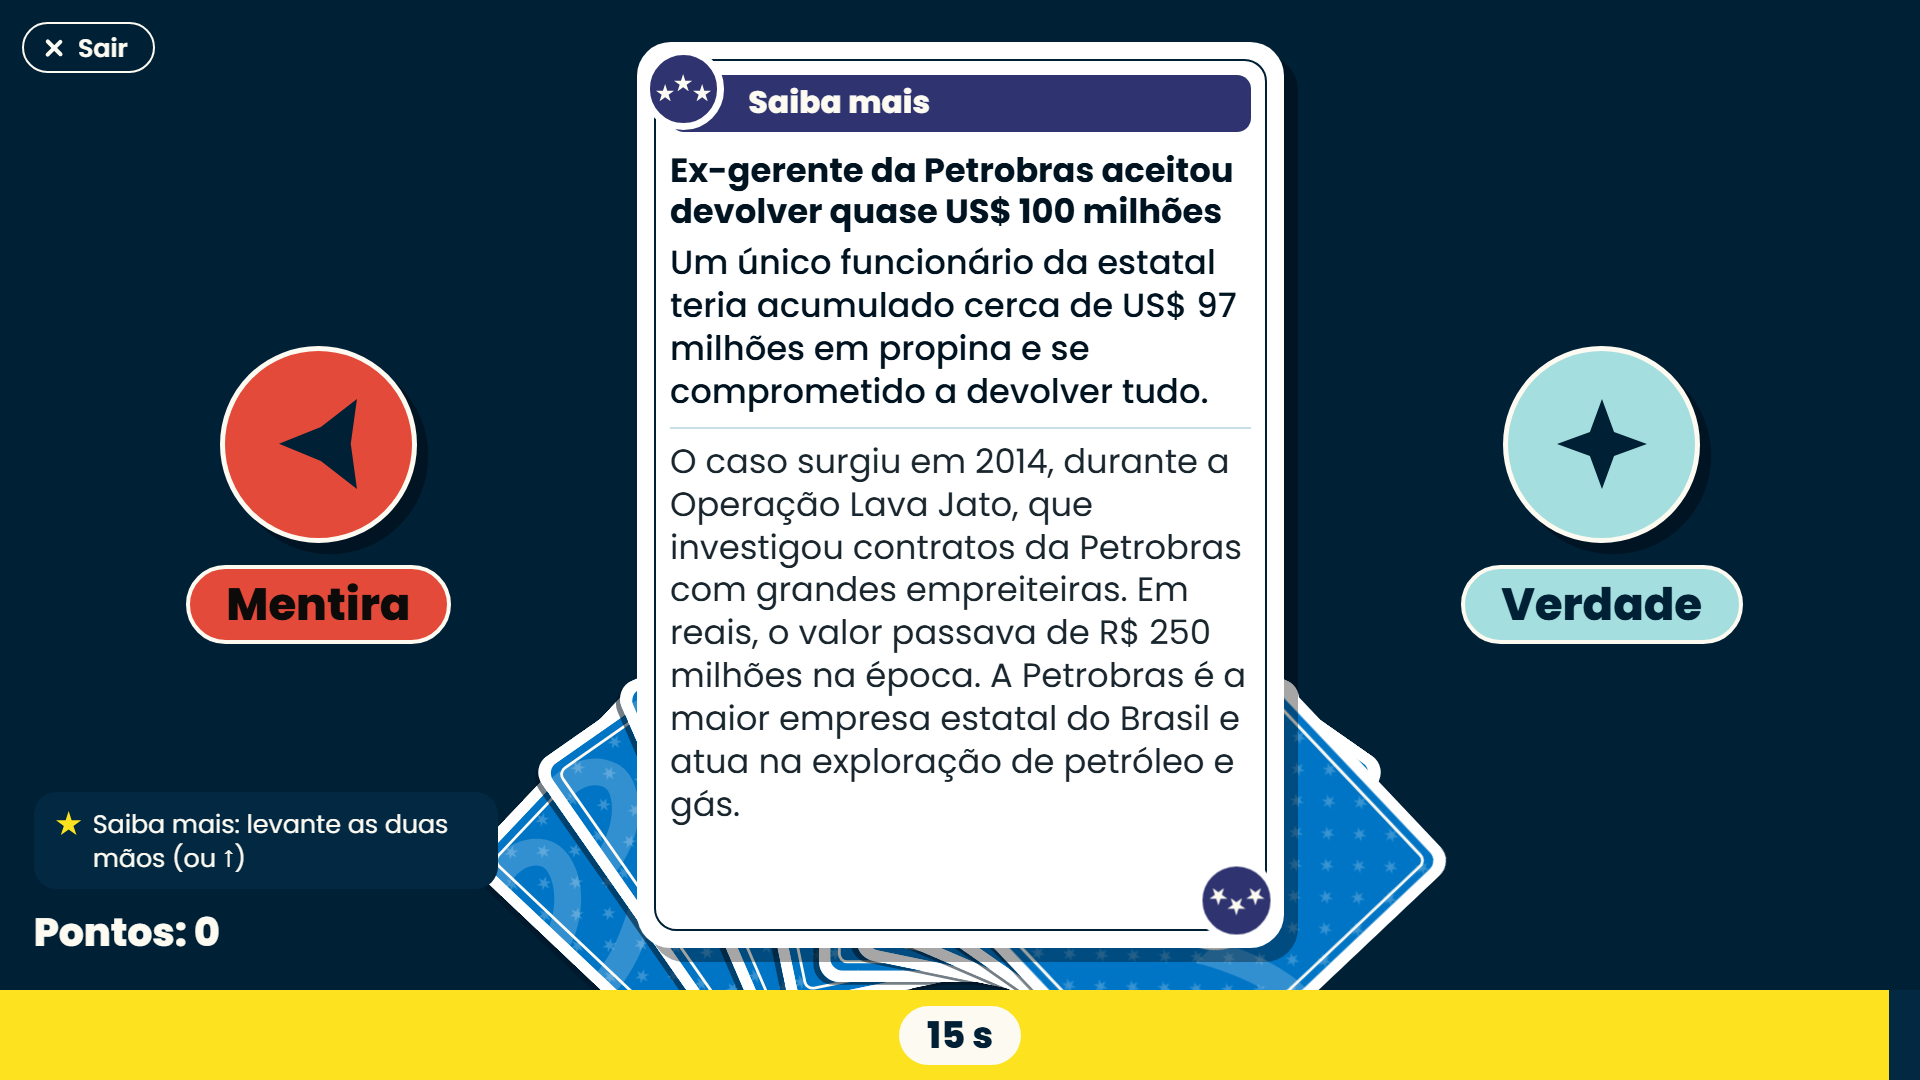 Sair
Saiba mais
Ex-gerente da Petrobras aceitou
devolver quase US$ 100 milhões
Um único funcionário da estatal
teria acumulado cerca de US$ 97
milhões em propina e se
comprometido a devolver tudo.
O caso surgiu em 2014, durante a
Operação Lava Jato, que
investigou contratos da Petrobras
com grandes empreiteiras. Em
reais, o valor passava de R$ 250
milhões na época. A Petrobras é a
maior empresa estatal do Brasil e
atua na exploração de petróleo e
gás.
Mentira
Verdade
Saiba mais: levante as duas
mãos (ou ↑)
Pontos: 0
15 s